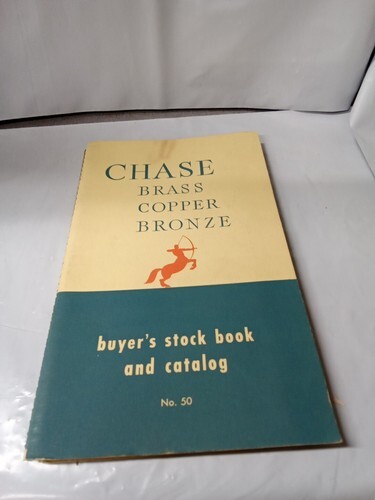 CHASE
BRASS
COPPER
BRONZE
buyer's stock book
and catalog
No. 50